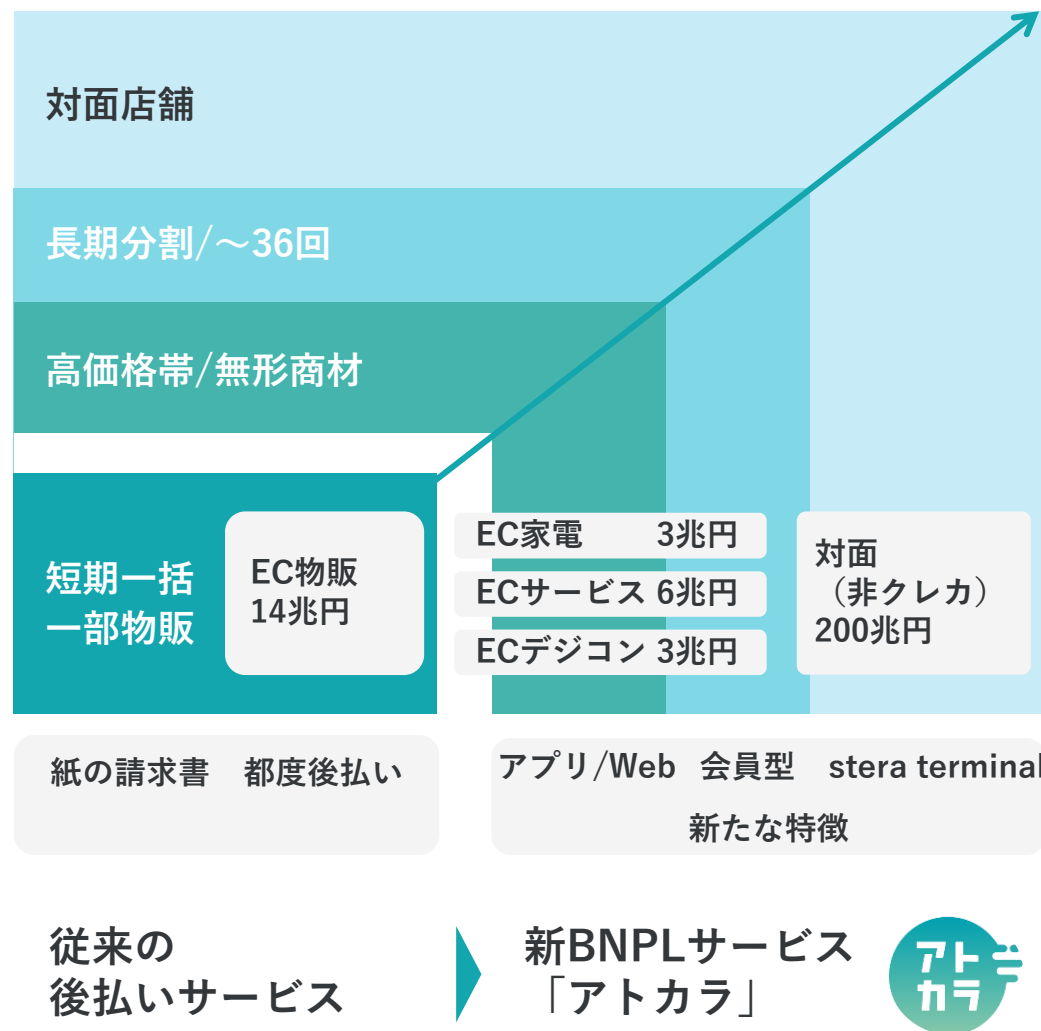 対面店舗
長期分割/～36回
高価格帯/無形商材
短期一括
一部物販
EC物販
14兆円
EC家電 3兆円
ECサービス 6兆円
ECデジコン 3兆円
対面
（非クレカ）
200兆円
紙の請求書 都度後払い
アプリ/Web 会員型 stera terminal
新たな特徴
従来の
後払いサービス
新BNPLサービス
「アトカラ」
アト
カラ